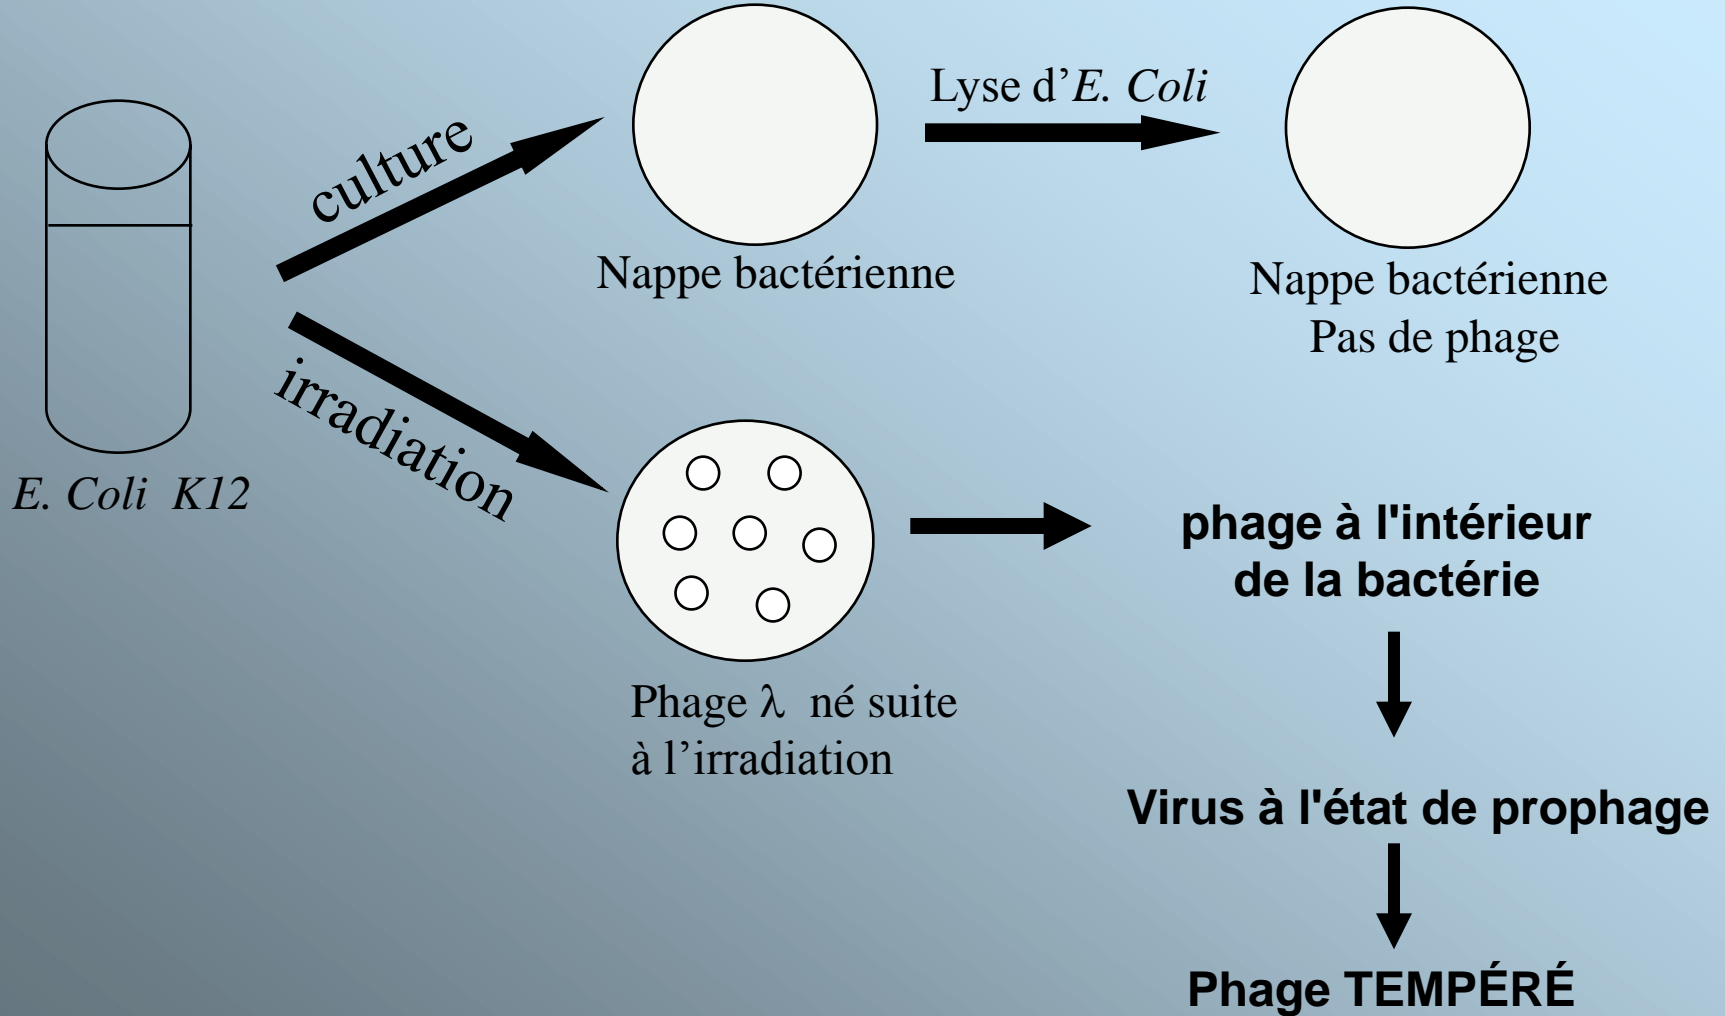 Lyse d’E. Coli
culture
Nappe bactérienne
Nappe bactérienne
Pas de phage
irradiation
E. Coli K12
phage à l'intérieur
de la bactérie
Phage λ né suite
à l’irradiation
Virus à l'état de prophage
Phage TEMPÉRÉ